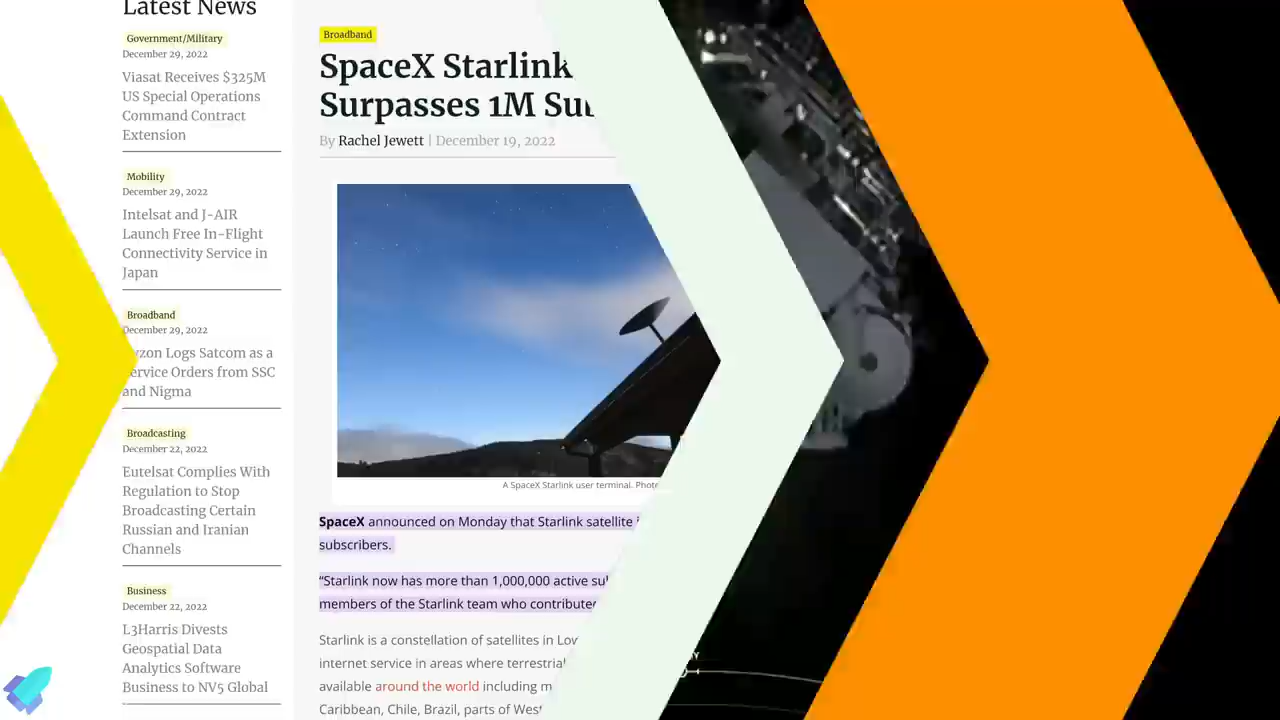 Latest News
Government/Military
December 29, 2022
Viasat Receives $325M
US Special Operations
Command Contract
Extension
Mobility
December 29, 2022
Intelsat and J-AIR
Launch Free In-Flight
Connectivity Service in
Japan
Broadband
December 29, 2022
and Nigma
Orders from SSC
Logs Satcom as a
Broadcasting
December 22, 2022
Eutelsat Complies With
Regulation to Stop
Broadcasting Certain
Russian and Iranian
Channels
Business
December 22, 2022
L3Harris Divests
Geospatial Data
Analytics Software
Business to NV5 Global
Broadband
SpaceX Starlink
Surpasses 1M
By Rachel Jewett | December 19, 2022
A SpaceX Starlink user terminal.
SpaceX announced on Monday that Starlink satellite
subscribers.
“Starlink now has more than 1,000,000 active
members of the Starlink team who
Starlink is a constellation of satellites in
internet service in areas where
available around the world including
Caribbean, Chile, Brazil, parts of